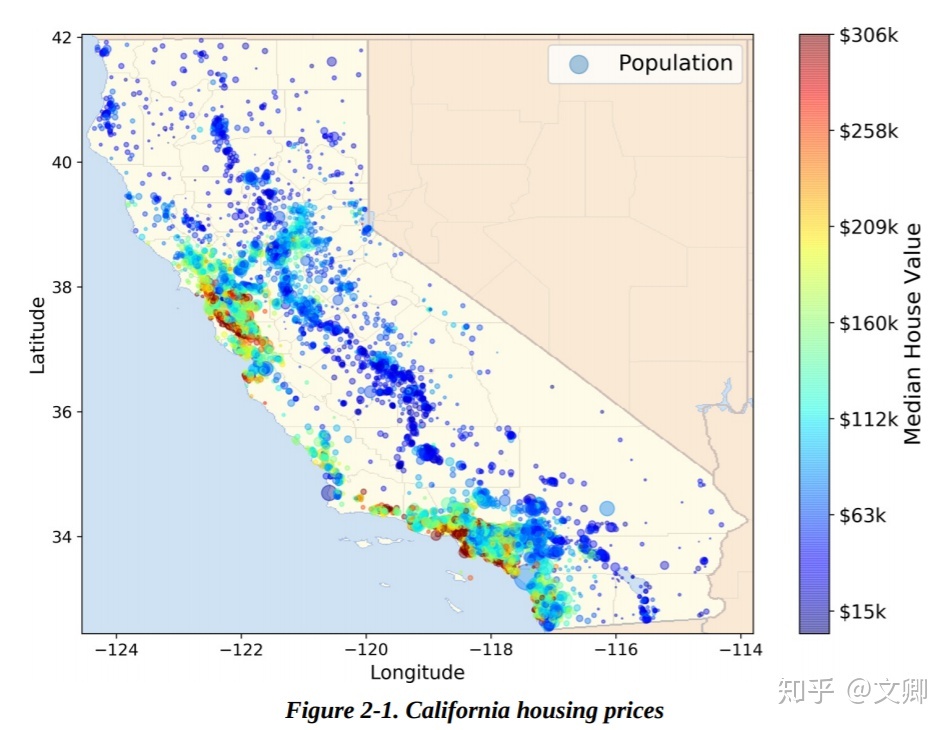 42
40
38
36
34
Latitude
−124
−122
−120
−118
−116
−114
Longitude
Population
$306k
$258k
$209k
$160k
$112k
$63k
$15k
Median House Value
知乎 @文卿
Figure 2-1. California housing prices